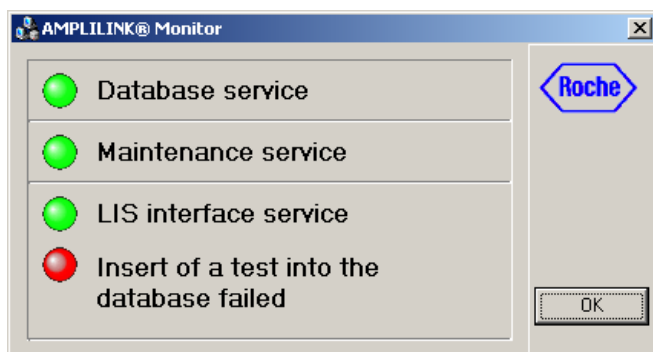 AMPLILINK® Monitor
Database service
Roche
Maintenance service
LIS interface service
Insert of a test into the
database failed
OK